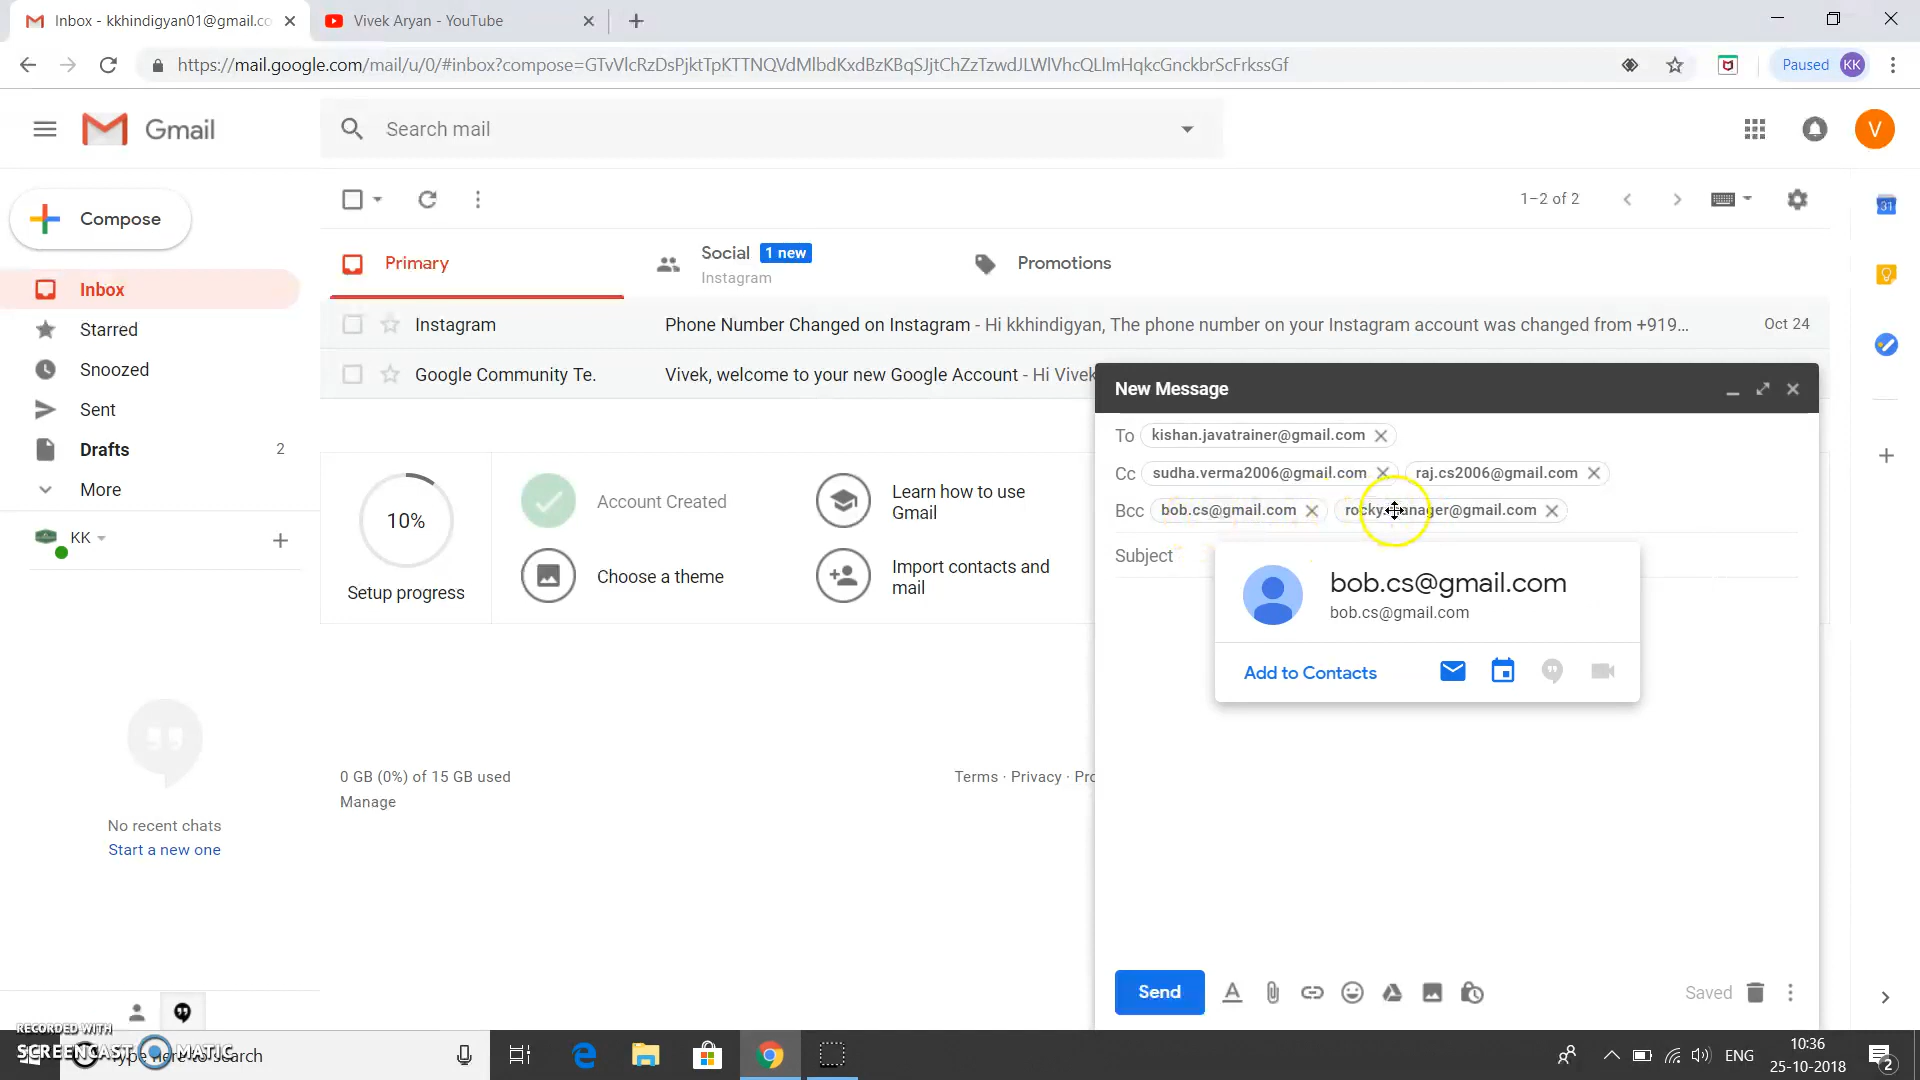 Inbox - kkhindigyan01@gmail.co
Vivek Aryan - YouTube
https://mail.google.com/mail/u/0/#inbox?compose=GTvVlcRzDsPjktTpKTTNQVdMlbdKxdBzKBqSJjtChZzTzwdJLWlVhcQLlmHqkcGnckbrScFrkssGf
Paused KK
Gmail
Search mail
V
Compose
1–2 of 2
31
Primary
Social 1 new
Instagram
Promotions
Inbox
Starred
Snoozed
Sent
Drafts 2
More
Instagram Phone Number Changed on Instagram - Hi kkhindigyan, The phone number on your Instagram account was changed from +919... Oct 24
Google Community Te. Vivek, welcome to your new Google Account - Hi Vivek
New Message
To kishan.javatrainer@gmail.com
Cc sudha.verma2006@gmail.com raj.cs2006@gmail.com
Bcc bob.cs@gmail.com rocky. nager@gmail.com
Subject
bob.cs@gmail.com
bob.cs@gmail.com
Add to Contacts
KK
10%
Setup progress
Account Created
Learn how to use
Gmail
Choose a theme
Import contacts and
mail
0 GB (0%) of 15 GB used
Manage
Terms · Privacy · Pro
No recent chats
Start a new one
Send
Saved
RECORDED WITH
SCREENCAST MATIC
here to search
ENG
10:36
25-10-2018
2